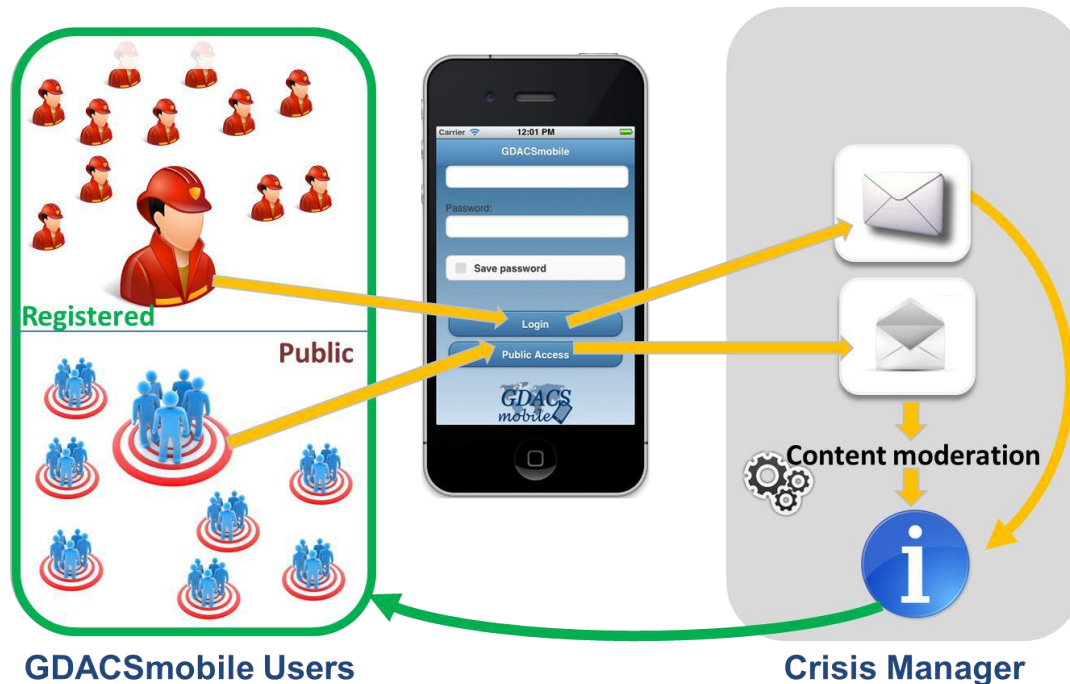 Registered
Public
GDACSmobile Users
Carrier
12:01 PM
GDACSmobile
Password:
Save password
Login
Public Access
GDACS
mobile
Content moderation
i
Crisis Manager